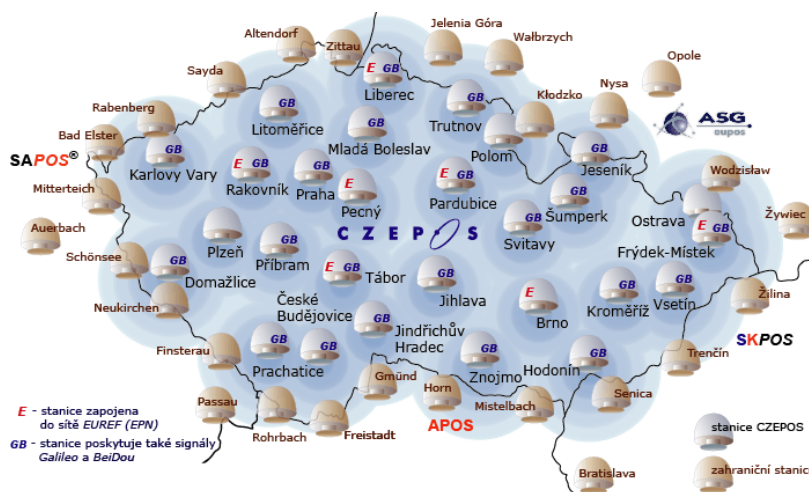 Altendorf
Zittau
Jelenia Góra
Wałbrzych
Opole
Sayda
E GB
Liberec
GB
Trutnov
Kłodzko
Nysa
ASG
eupos
Rabenberg
GB
Litoměřice
GB
Mladá Boleslav
Polom
GB
Jeseník
Bad Elster
SAPOS®
GB
Karlovy Vary
E GB
Rakovník
GB
Praha
E
Pecný
E GB
Pardubice
GB
Šumperk
Wodzisław
Mitterteich
Ostrava
Żywiec
Auerbach
Plzeň
GB
Příbram
CZEPOS
GB
Svitavy
E GB
Frýdek-Místek
Schönsee
GB
Domažlice
E GB
Tábor
GB
Jihlava
GB
Kroměříž
GB
Vsetín
Žilina
Neukirchen
České
Budějovice
E
Brno
GB
Jindřichův
Hradec
SKPOS
Finsterau
GB
Prachatice
GB
GB
Znojmo
GB
Hodonín
Trenčín
Gmünd
Horn
APOS
Mistelbach
Senica
Passau
Rohrbach
Freistadt
Bratislava
E - stanice zapojena
do sítě EUREF (EPN)
GB - stanice poskytuje také signály
Galileo a BeiDou
stanice CZEPOS
zahraniční stanice